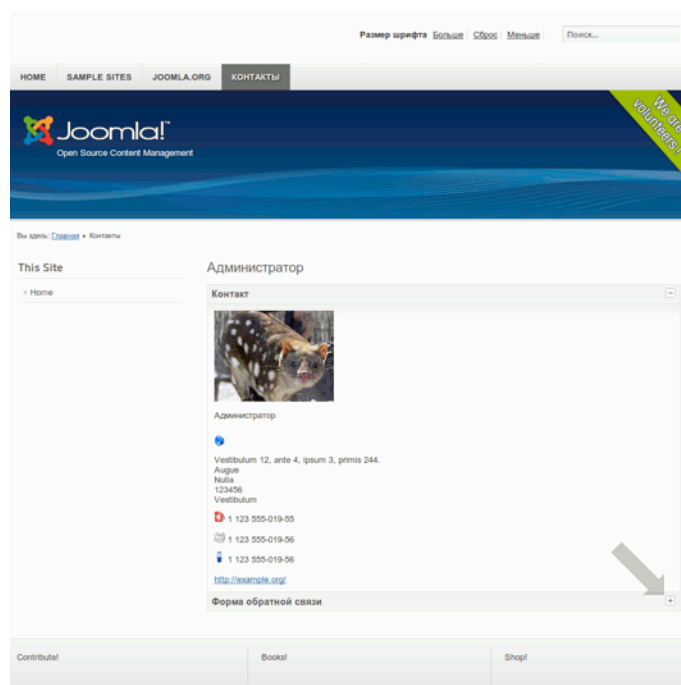 Размер шрифта Больше Сброс Меньше Поиск...
HOME SAMPLE SITES JOOMLA.ORG КОНТАКТЫ
We are volunteers!
Joomla!™
Open Source Content Management
Вы здесь: Главная ▸ Контакты
This Site
Home
Администратор
Контакт
Администратор
Vestibulum 12, ante 4, ipsum 3, primis 244.
Augue
Nulla
123456
Vestibulum
1 123 555-019-55
1 123 555-019-56
1 123 555-019-56
http://example.org/
Форма обратной связи
Contribute! Books! Shop!